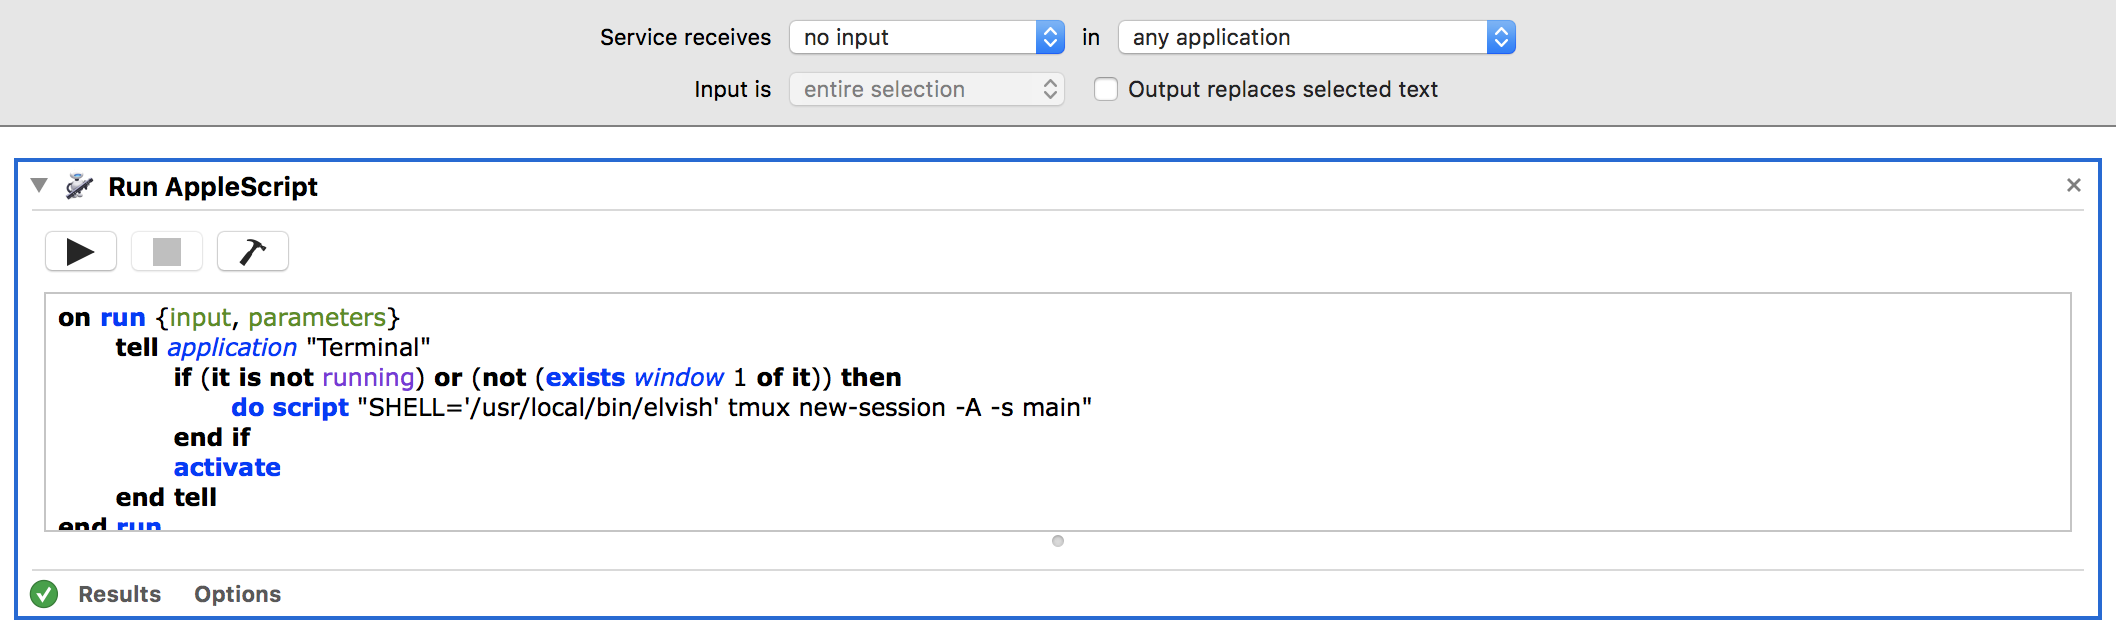 Service receives no input in any application
Input is entire selection Output replaces selected text
Run AppleScript
on run {input, parameters}
tell application "Terminal"
if (it is not running) or (not (exists window 1 of it)) then
do script "SHELL='/usr/local/bin/elvish' tmux new-session -A -s main"
end if
activate
end tell
end run
Results Options